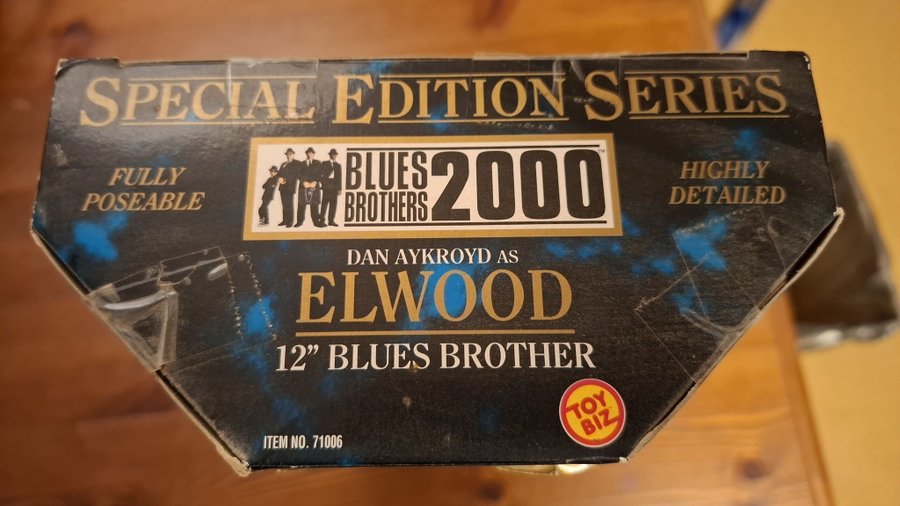 SPECIAL EDITION SERIES
FULLY
POSEABLE
BLUES
BROTHERS
2000
™
HIGHLY
DETAILED
DAN AYKROYD AS
ELWOOD
12” BLUES BROTHER
TOY
BIZ
ITEM NO. 71006